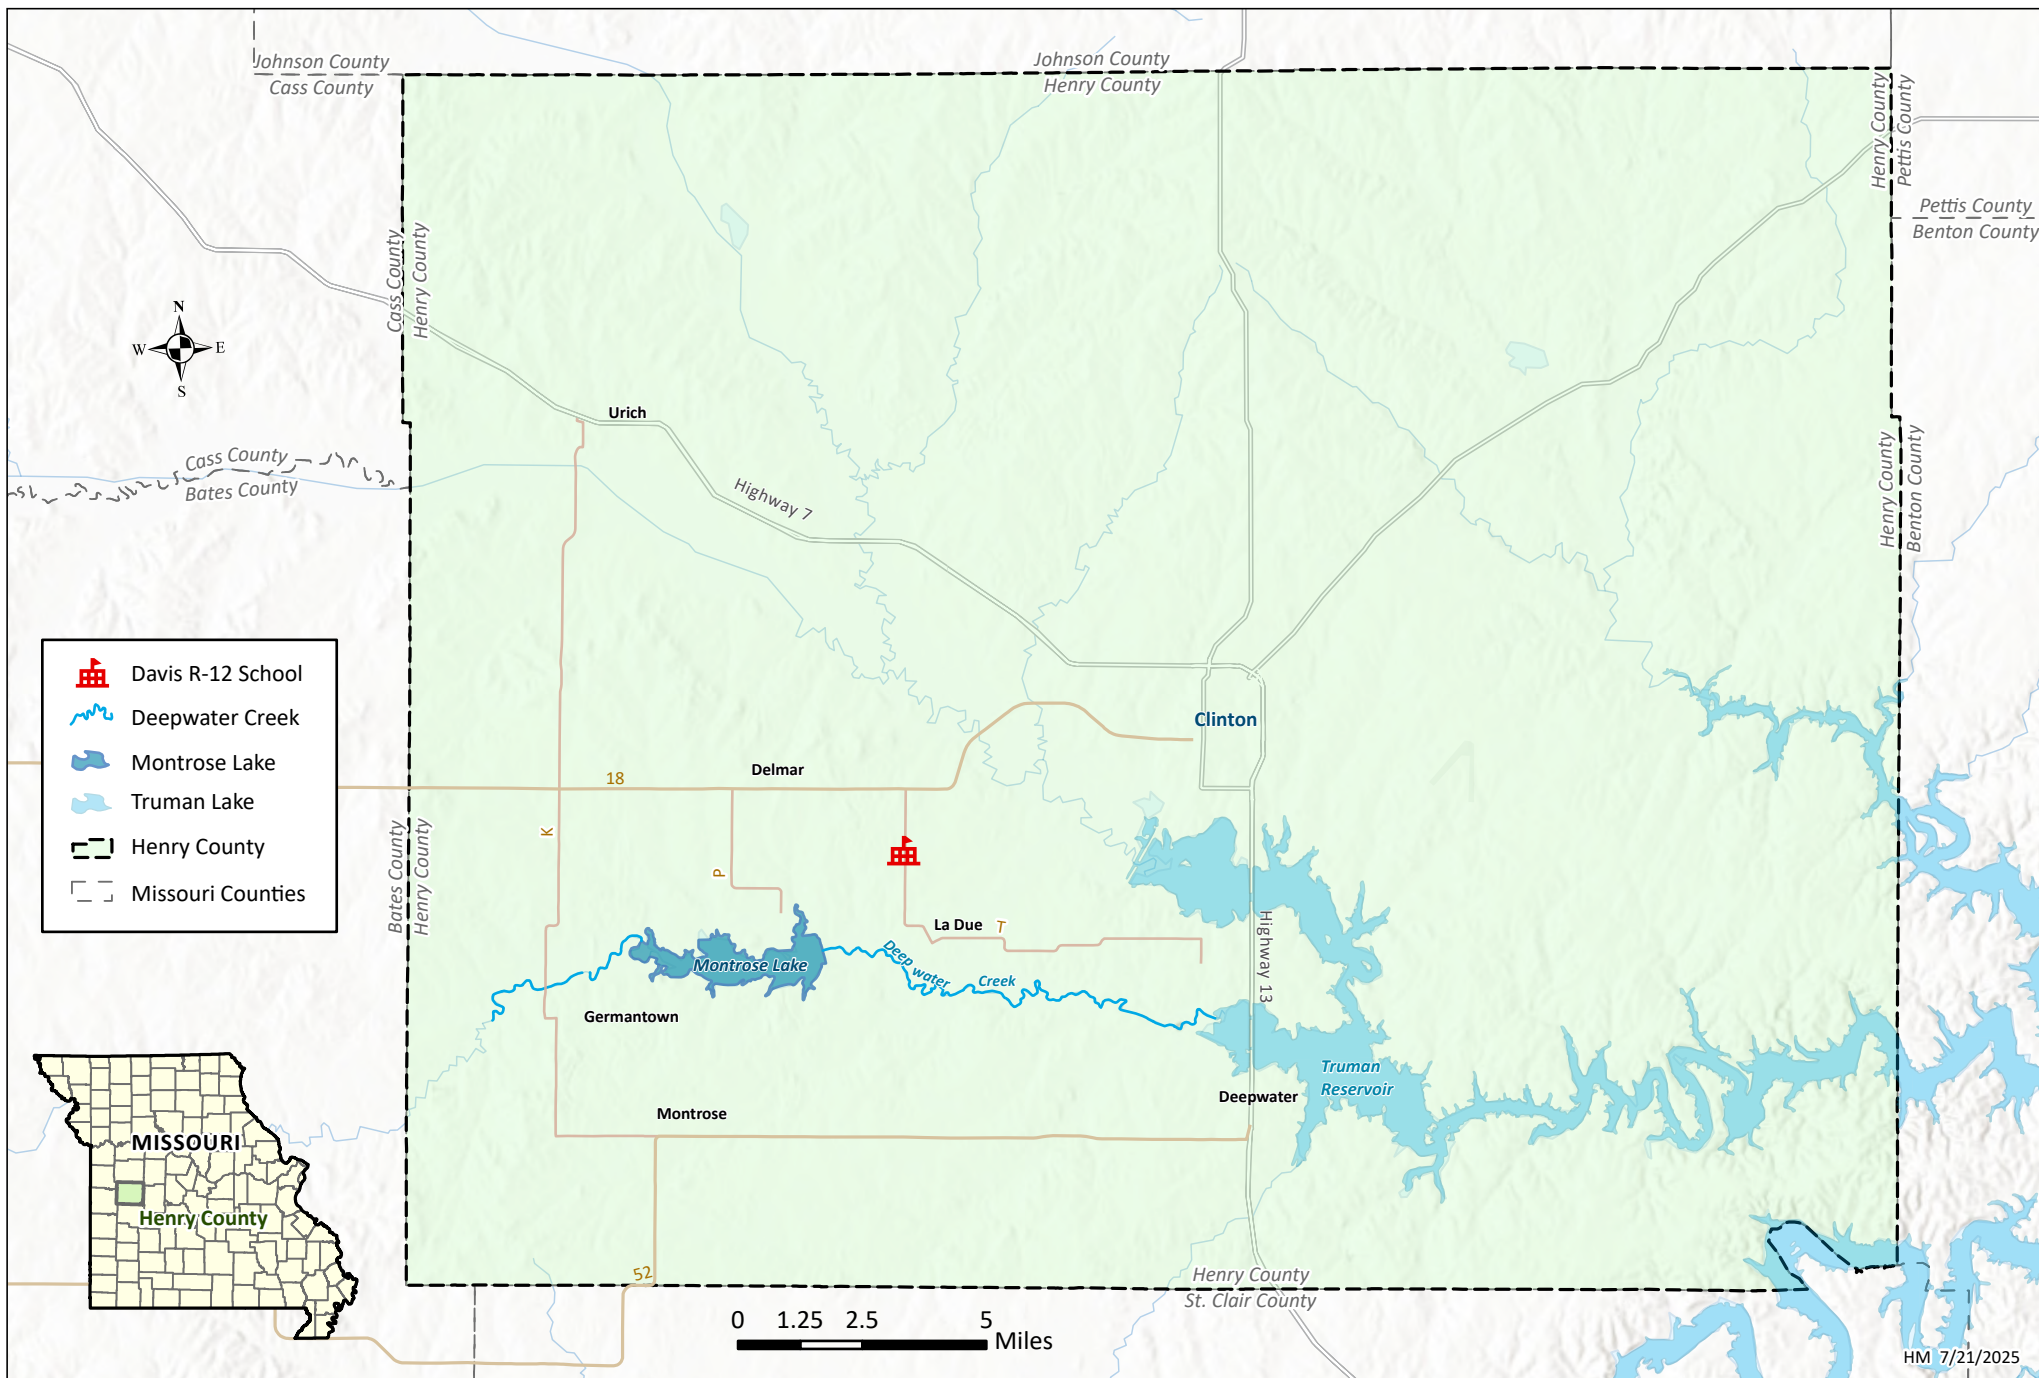 Johnson County
Cass County
Johnson County
Henry County
Henry County
Pettis County
Pettis County
Benton County
Cass County
Henry County
N
W
E
S
Urich
Highway 7
Cass County
Bates County
Henry County
Benton County
Davis R-12 School
Deepwater Creek
Montrose Lake
Truman Lake
Henry County
Missouri Counties
Clinton
Delmar
18
K
P
Bates County
Henry County
La Due
T
Highway 13
Montrose Lake
Deep water
Creek
Germantown
Truman
Reservoir
Deepwater
Montrose
MISSOURI
Henry County
52
Henry County
St. Clair County
0 1.25 2.5 5
Miles
HM 7/21/2025